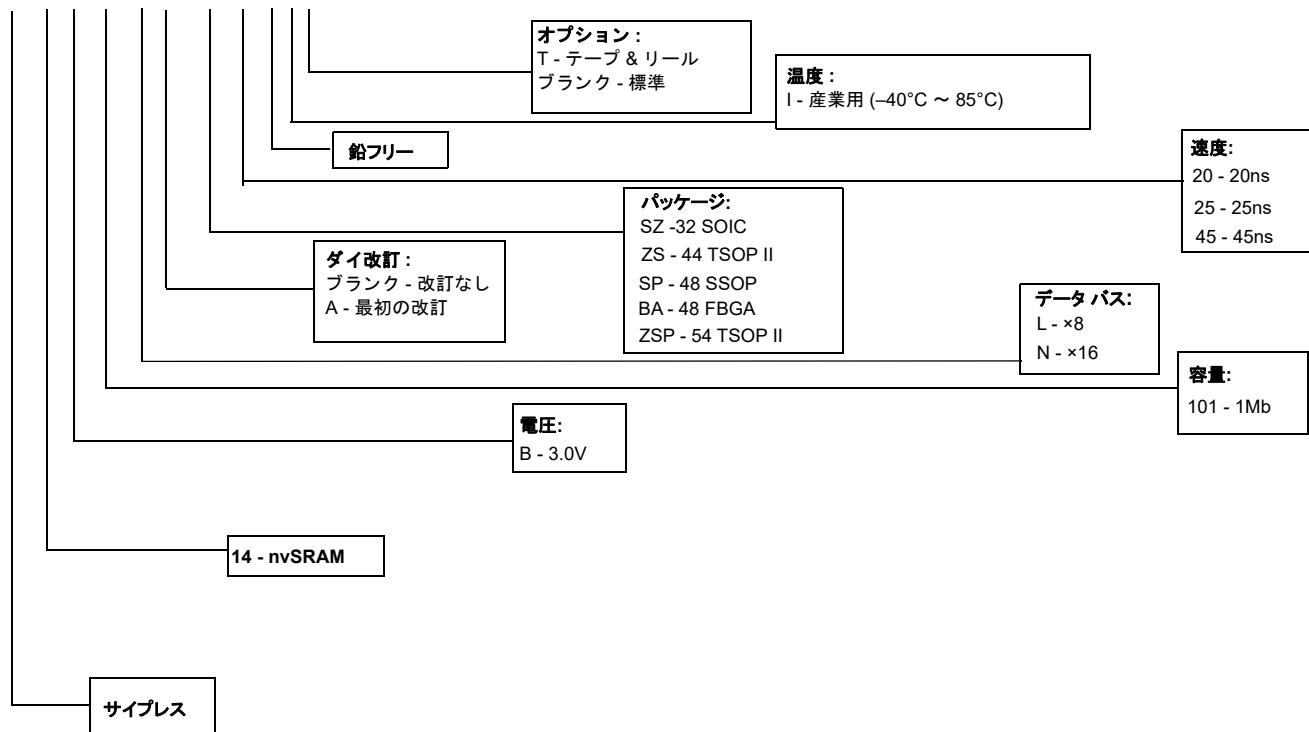 オプション :
T - テープ & リール
ブランク - 標準
温度 :
I - 産業用 (–40°C ～ 85°C)
鉛フリー
速度:
20 - 20ns
25 - 25ns
45 - 45ns
パッケージ:
SZ -32 SOIC
ZS - 44 TSOP II
SP - 48 SSOP
BA - 48 FBGA
ZSP - 54 TSOP II
ダイ改訂 :
ブランク - 改訂なし
A - 最初の改訂
データ バス:
L - ×8
N - ×16
容量:
101 - 1Mb
電圧:
B - 3.0V
14 - nvSRAM
サイプレス